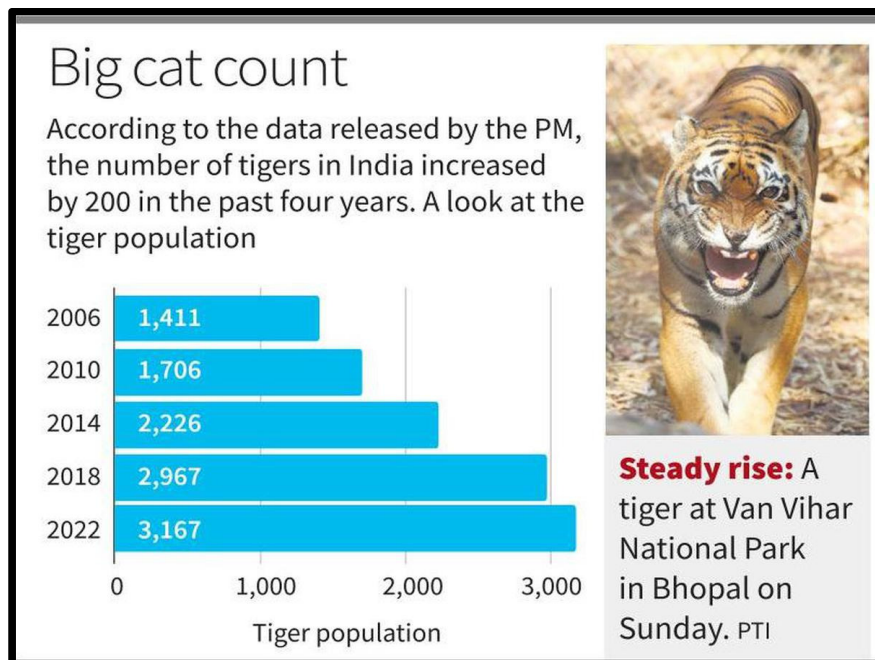 Big cat count
According to the data released by the PM,
the number of tigers in India increased
by 200 in the past four years. A look at the
tiger population
2006 1,411
2010 1,706
2014 2,226
2018 2,967
2022 3,167
0 1,000 2,000 3,000
Tiger population
Steady rise: A
tiger at Van Vihar
National Park
in Bhopal on
Sunday. PTI